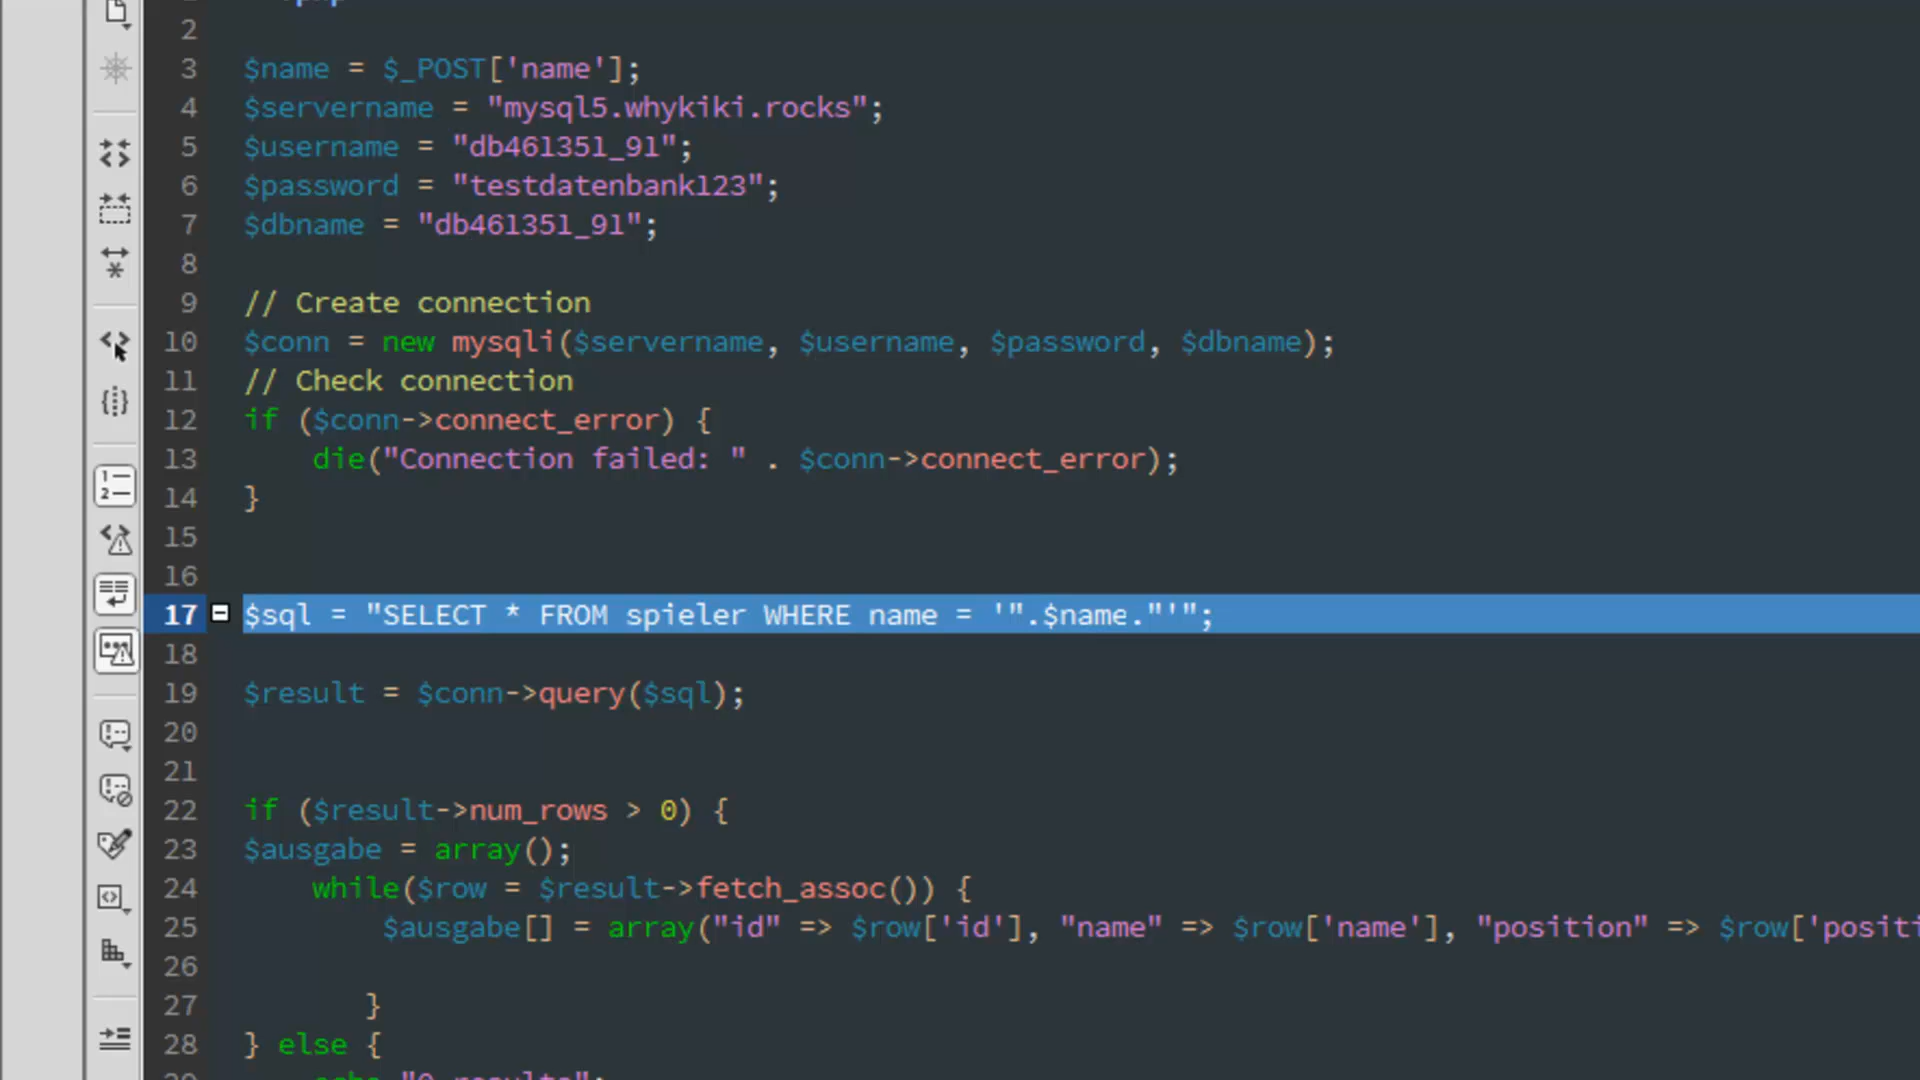 2
3 $name = $_POST['name'];
4 $servername = "mysql5.whykiki.rocks";
5 $username = "db461351_91";
6 $password = "testdatenbank123";
7 $dbname = "db461351_91";
8
9 // Create connection
10 $conn = new mysqli($servername, $username, $password, $dbname);
11 // Check connection
12 if ($conn->connect_error) {
13 die("Connection failed: " . $conn->connect_error);
14 }
15
16
17 $sql = "SELECT * FROM spieler WHERE name = '".$name."'";
18
19 $result = $conn->query($sql);
20
21
22 if ($result->num_rows > 0) {
23 $ausgabe = array();
24 while($row = $result->fetch_assoc()) {
25 $ausgabe[] = array("id" => $row['id'], "name" => $row['name'], "position" => $row['positi
26
27 }
28 } else {